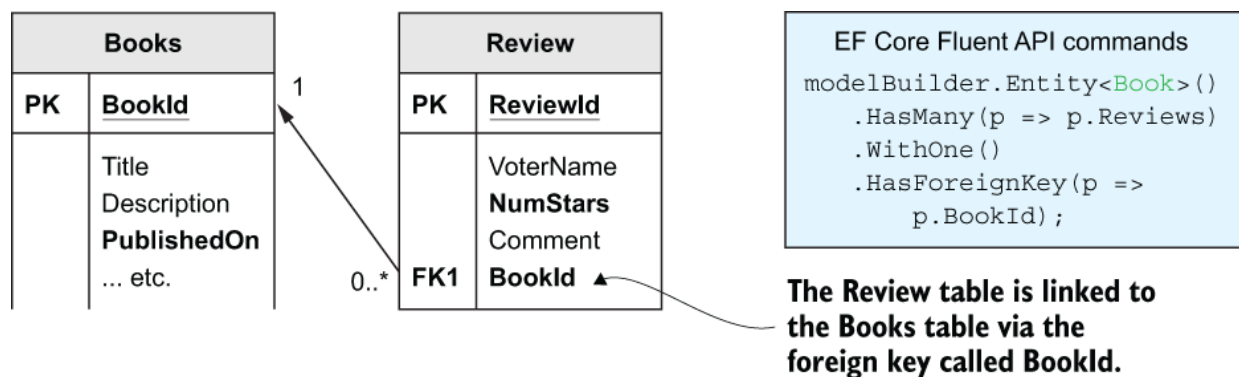 Books
PK BookId
Title
Description
PublishedOn
... etc.
1
0..*
Review
PK ReviewId
VoterName
NumStars
Comment
FK1 BookId
EF Core Fluent API commands
modelBuilder.Entity<Book>()
.HasMany(p => p.Reviews)
.WithOne()
.HasForeignKey(p =>
p.BookId);
The Review table is linked to
the Books table via the
foreign key called BookId.